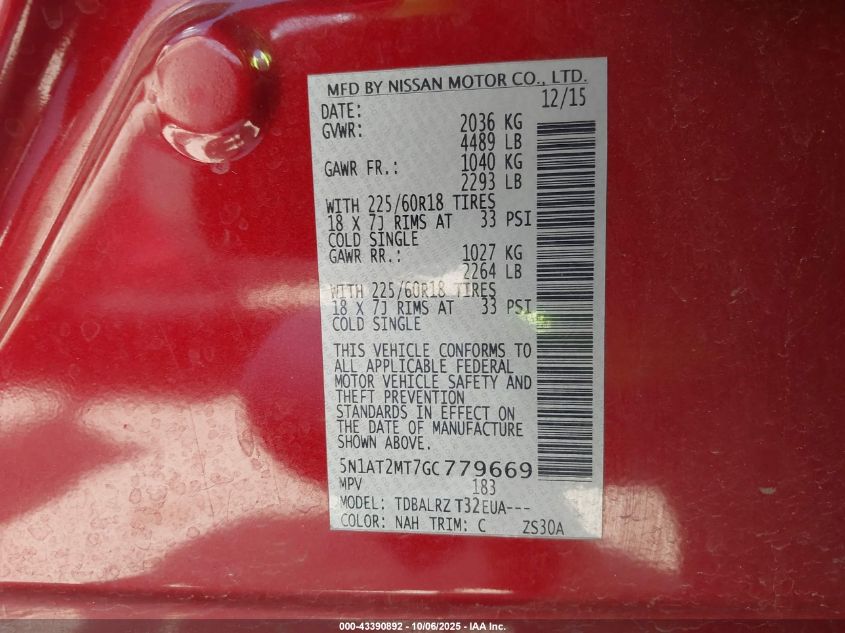 MFD BY NISSAN MOTOR CO., LTD.
DATE: 12/15
GVWR: 2036 KG
4489 LB
GAWR FR.: 1040 KG
2293 LB
WITH 225/60R18 TIRES
18 X 7J RIMS AT 33 PSI
COLD SINGLE
GAWR RR.: 1027 KG
2264 LB
WITH 225/60R18 TIRES
18 X 7J RIMS AT 33 PSI
COLD SINGLE
THIS VEHICLE CONFORMS TO
ALL APPLICABLE FEDERAL
MOTOR VEHICLE SAFETY AND
THEFT PREVENTION
STANDARDS IN EFFECT ON
THE DATE OF MANUFACTURE
SHOWN ABOVE.
5N1AT2MT7GC779669
MPV 183
MODEL: TDBALRZ T32EUA---
COLOR: NAH TRIM: C ZS30A
000-43390892 - 10/06/2025 - IAA Inc.